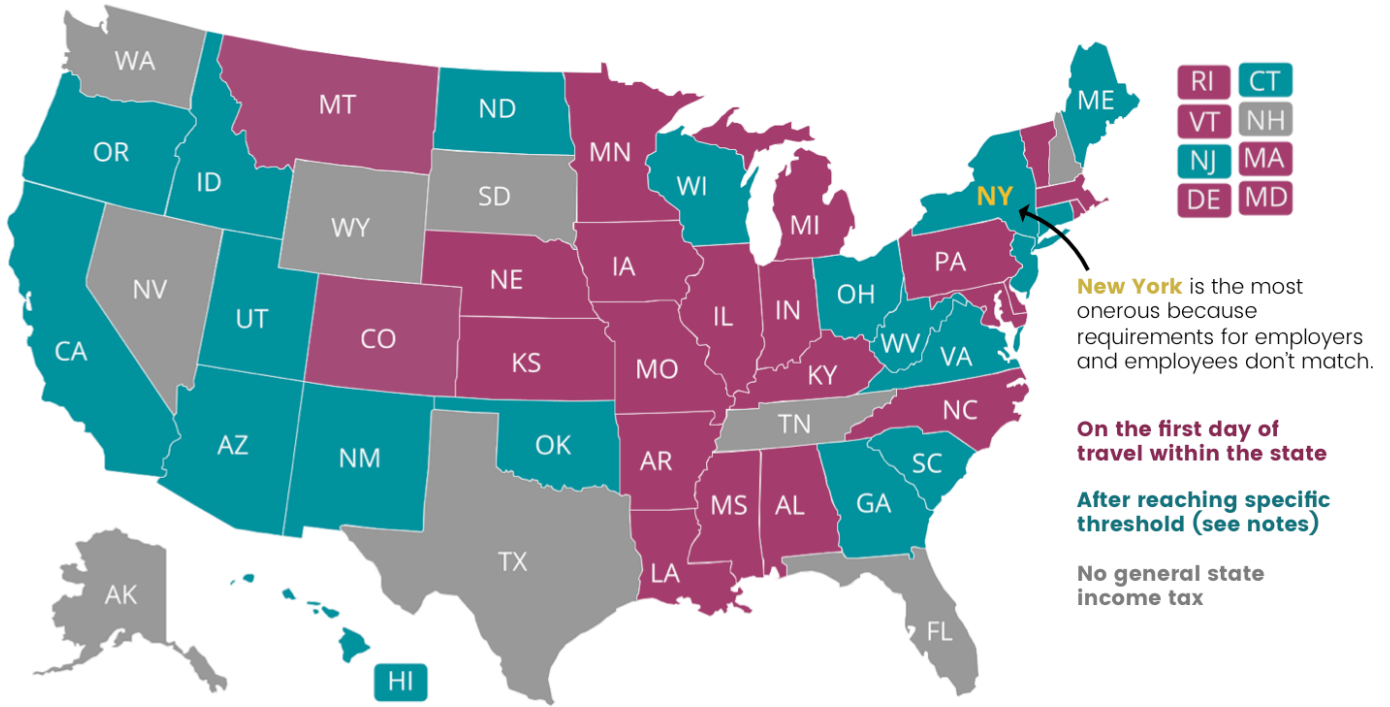 WA
MT
ND
MN
ME
RI
CT
VT
NH
NJ
MA
DE
MD
OR
ID
SD
WI
NY
MI
WY
NE
IA
PA
NV
UT
CO
KS
MO
IL
IN
OH
WV
VA
KY
CA
AZ
NM
OK
AR
TN
NC
SC
MS
AL
GA
TX
LA
FL
AK
HI
New York is the most
onerous because
requirements for employers
and employees don't match.
On the first day of
travel within the state
After reaching specific
threshold (see notes)
No general state
income tax